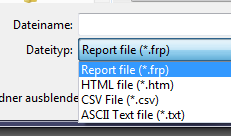 Dateiname:
Dateityp: Report file (*.frp)
Report file (*.frp)
HTML file (*.htm)
CSV File (*.csv)
dner ausblende
ASCII Text file (*.txt)